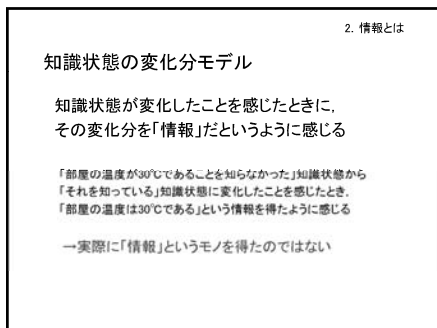 2. 情報とは
知識状態の変化分モデル
知識状態が変化したことを感じたときに,
その変化分を「情報」だというように感じる
「部屋の温度が30℃であることを知らなかった」知識状態から
「それを知っている」知識状態に変化したことを感じたとき,
「部屋の温度は30℃である」という情報を得たように感じる
→実際に「情報」というモノを得たのではない